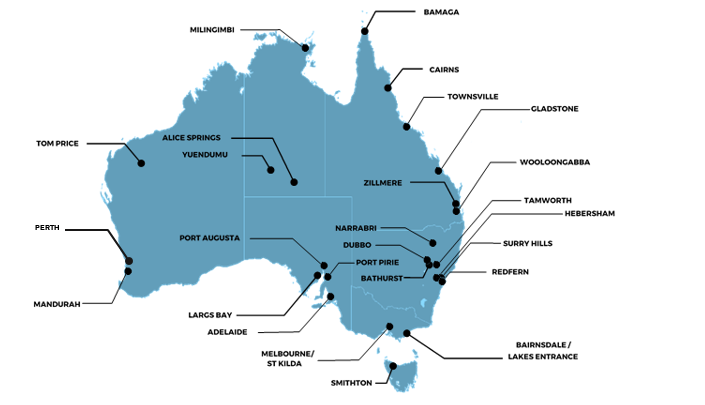 BAMAGA
MILINGIMBI
CAIRNS
TOWNSVILLE
GLADSTONE
ALICE SPRINGS
TOM PRICE
YUENDUMU
WOOLOONGABBA
ZILLMERE
TAMWORTH
HEBERSHAM
PERTH
NARRABRI
PORT AUGUSTA
DUBBO
SURRY HILLS
PORT PIRIE
REDFERN
BATHURST
MANDURAH
LARGS BAY
ADELAIDE
BAIRNSDALE /
LAKES ENTRANCE
MELBOURNE/
ST KILDA
SMITHTON